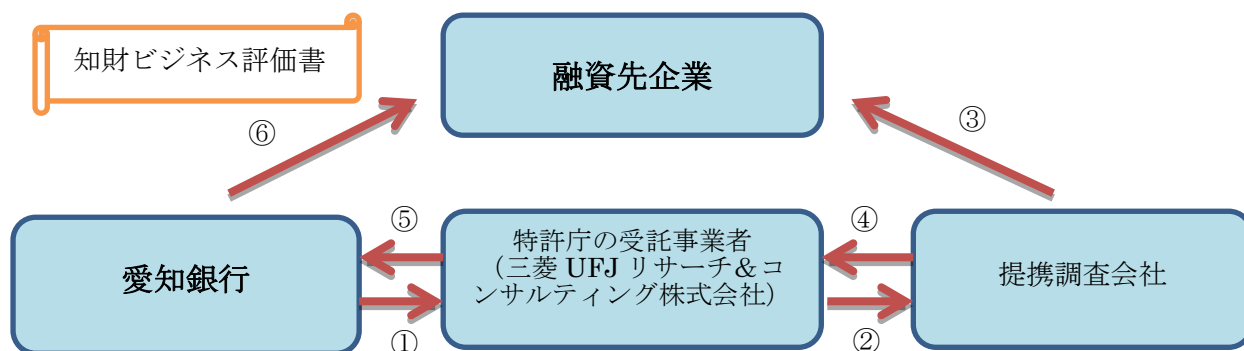 知財ビジネス評価書
融資先企業
⑥
③
⑤
④
愛知銀行
特許庁の受託事業者
（三菱 UFJ リサーチ＆コ
ンサルティング株式会社）
提携調査会社
①
②